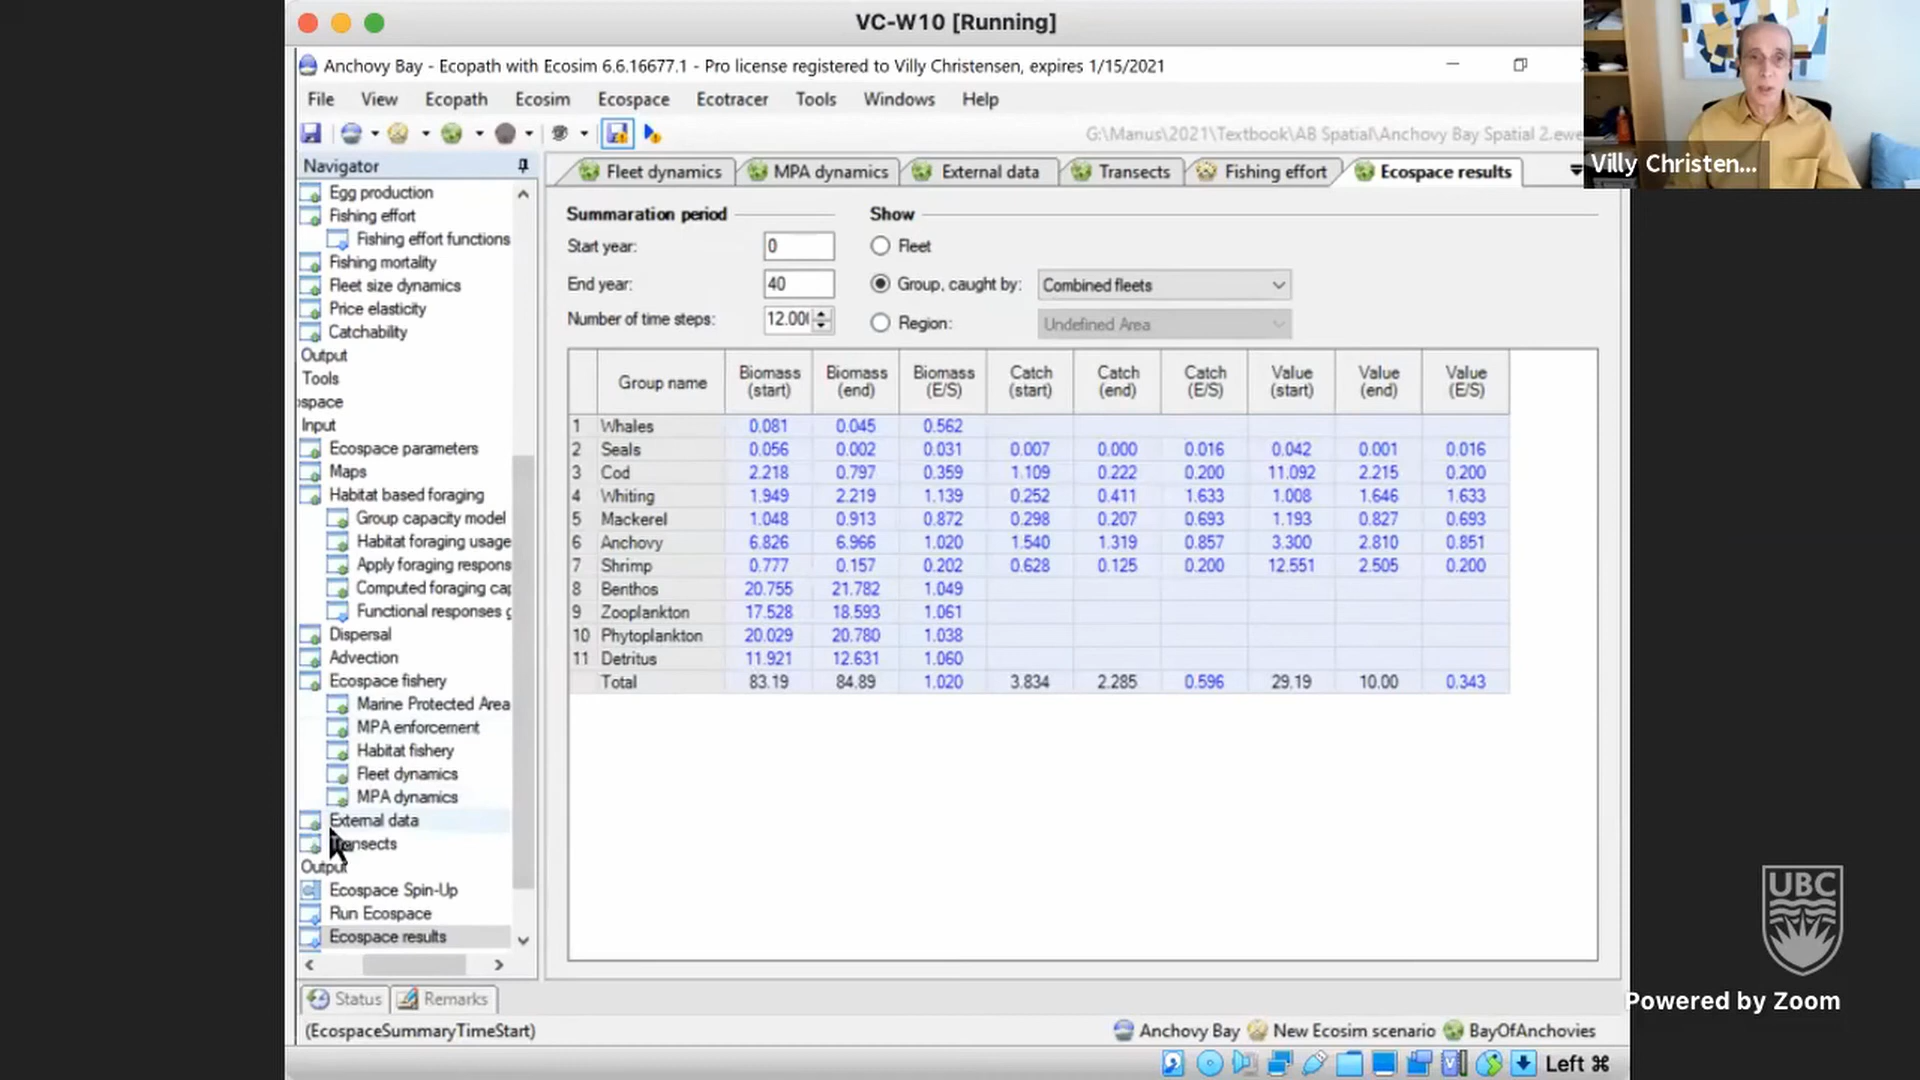 VC-W10 [Running]
Anchovy Bay - Ecopath with Ecosim 6.6.16677.1 - Pro license registered to Villy Christensen, expires 1/15/2021
File View Ecopath Ecosim Ecospace Ecotracer Tools Windows Help
G:\Manus\2021\Textbook\AB Spatial\Anchovy Bay Spatial 2.ewe
Villy Christen...
Navigator
Egg production
Fishing effort
Fishing effort functions
Fishing mortality
Fleet size dynamics
Price elasticity
Catchability
Output
Tools
space
Input
Ecospace parameters
Maps
Habitat based foraging
Group capacity model
Habitat foraging usage
Apply foraging respons
Computed foraging cap
Functional responses g
Dispersal
Advection
Ecospace fishery
Marine Protected Area
MPA enforcement
Habitat fishery
Fleet dynamics
MPA dynamics
External data
Output
Ecospace Spin-Up
Run Ecospace
Ecospace results
Fleet dynamics MPA dynamics External data Transects Fishing effort Ecospace results
Summaration period Show
Start year: 0 Fleet
End year: 40 Group, caught by: Combined fleets
Number of time steps: 12.00 Region: Undefined Area
Group name Biomass (start) Biomass (end) Biomass (E/S) Catch (start) Catch (end) Catch (E/S) Value (start) Value (end) Value (E/S)
1 Whales 0.081 0.045 0.562
2 Seals 0.056 0.002 0.031 0.007 0.000 0.016 0.042 0.001 0.016
3 Cod 2.218 0.797 0.359 1.109 0.222 0.200 11.092 2.215 0.200
4 Whiting 1.949 2.219 1.139 0.252 0.411 1.633 1.008 1.646 1.633
5 Mackerel 1.048 0.913 0.872 0.298 0.207 0.693 1.193 0.827 0.693
6 Anchovy 6.826 6.966 1.020 1.540 1.319 0.857 3.300 2.810 0.851
7 Shrimp 0.777 0.157 0.202 0.628 0.125 0.200 12.551 2.505 0.200
8 Benthos 20.755 21.782 1.049
9 Zooplankton 17.528 18.593 1.061
10 Phytoplankton 20.029 20.780 1.038
11 Detritus 11.921 12.631 1.060
Total 83.19 84.89 1.020 3.834 2.285 0.596 29.19 10.00 0.343
Status Remarks
(EcospaceSummaryTimeStart)
Anchovy Bay New Ecosim scenario BayOfAnchovies
Left ⌘
UBC
Powered by Zoom